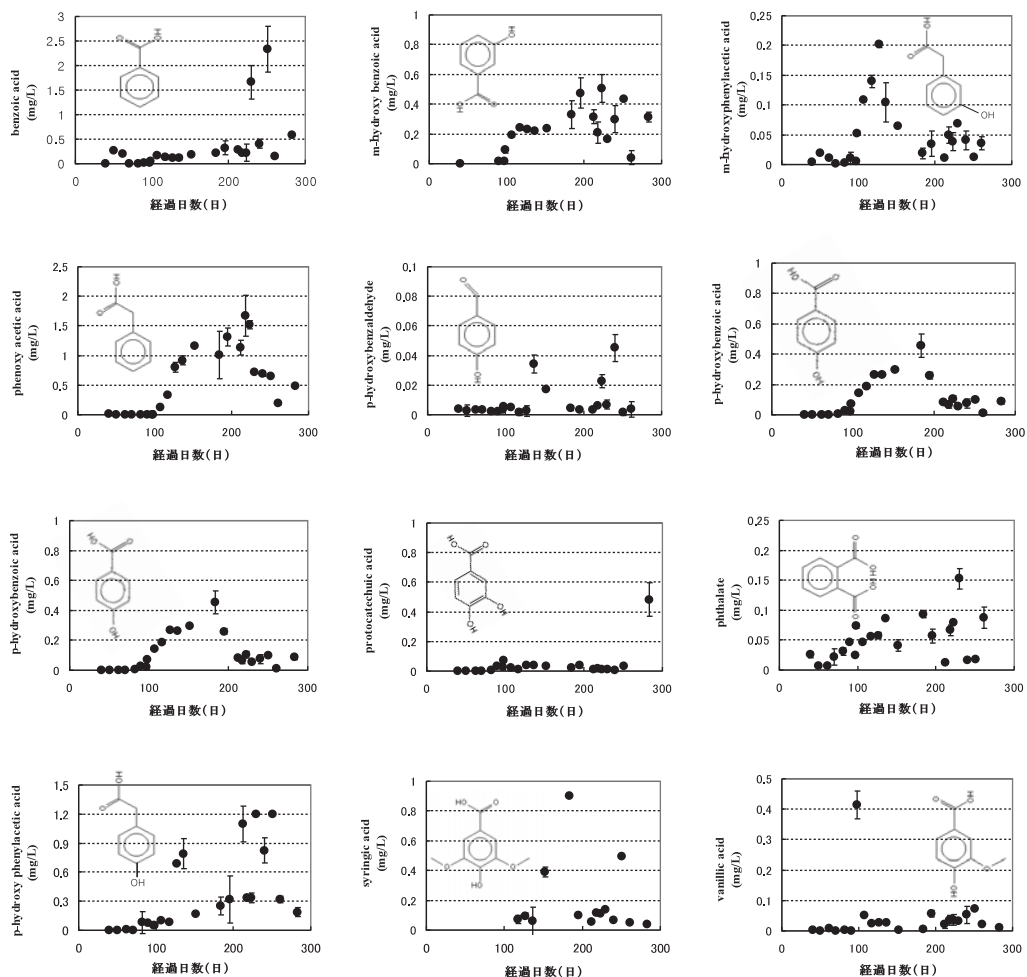 benzoic acid
(mg/L)
3
2.5
2
1.5
1
0.5
0
0
100
200
300
経過日数(日)
m-hydroxy benzoic acid
(mg/L)
1
0.8
0.6
0.4
0,2
0
0
100
200
300
経過日数(日)
m-hydroxyphenylacetic acid
(mg/L)
0,25
0,2
0,15
0,1
0,05
0
0
100
200
300
経過日数(日)
OH
phenoxy acetic acid
(mg/L)
2.5
2
1.5
1
0.5
0
0
100
200
300
経過日数(日)
p-hydroxybenzaldehyde
(mg/L)
0,1
0,08
0,06
0,04
0,02
0
0
100
200
300
経過日数(日)
p-hydroxybenzoic acid
(mg/L)
1
0.8
0.6
0.4
0.2
0
0
100
200
300
経過日数(日)
HO
O
OH
p-hydroxybenzoic acid
(mg/L)
1
0.8
0.6
0.4
0.2
0
0
100
200
300
経過日数(日)
HO
O
OH
protocatechuic acid
(mg/L)
1
0.8
0.6
0.4
0.2
0
0
100
200
300
経過日数(日)
HO
O
OH
OH
phthalate
(mg/L)
0.25
0.2
0.15
0.1
0.05
0
0
100
200
300
経過日数(日)
O
OH
OH
O
p-hydroxy phenylacetic acid
(mg/L)
1.5
1.2
0.9
0.6
0.3
0
0
100
200
300
経過日数(日)
OH
syringic acid
(mg/L)
1
0.8
0.6
0.4
0.2
0
0
100
200
300
経過日数(日)
HO
O
O
O
HO
vanillic acid
(mg/L)
0,5
0,4
0,3
0,2
0,1
0
0
100
200
300
経過日数(日)